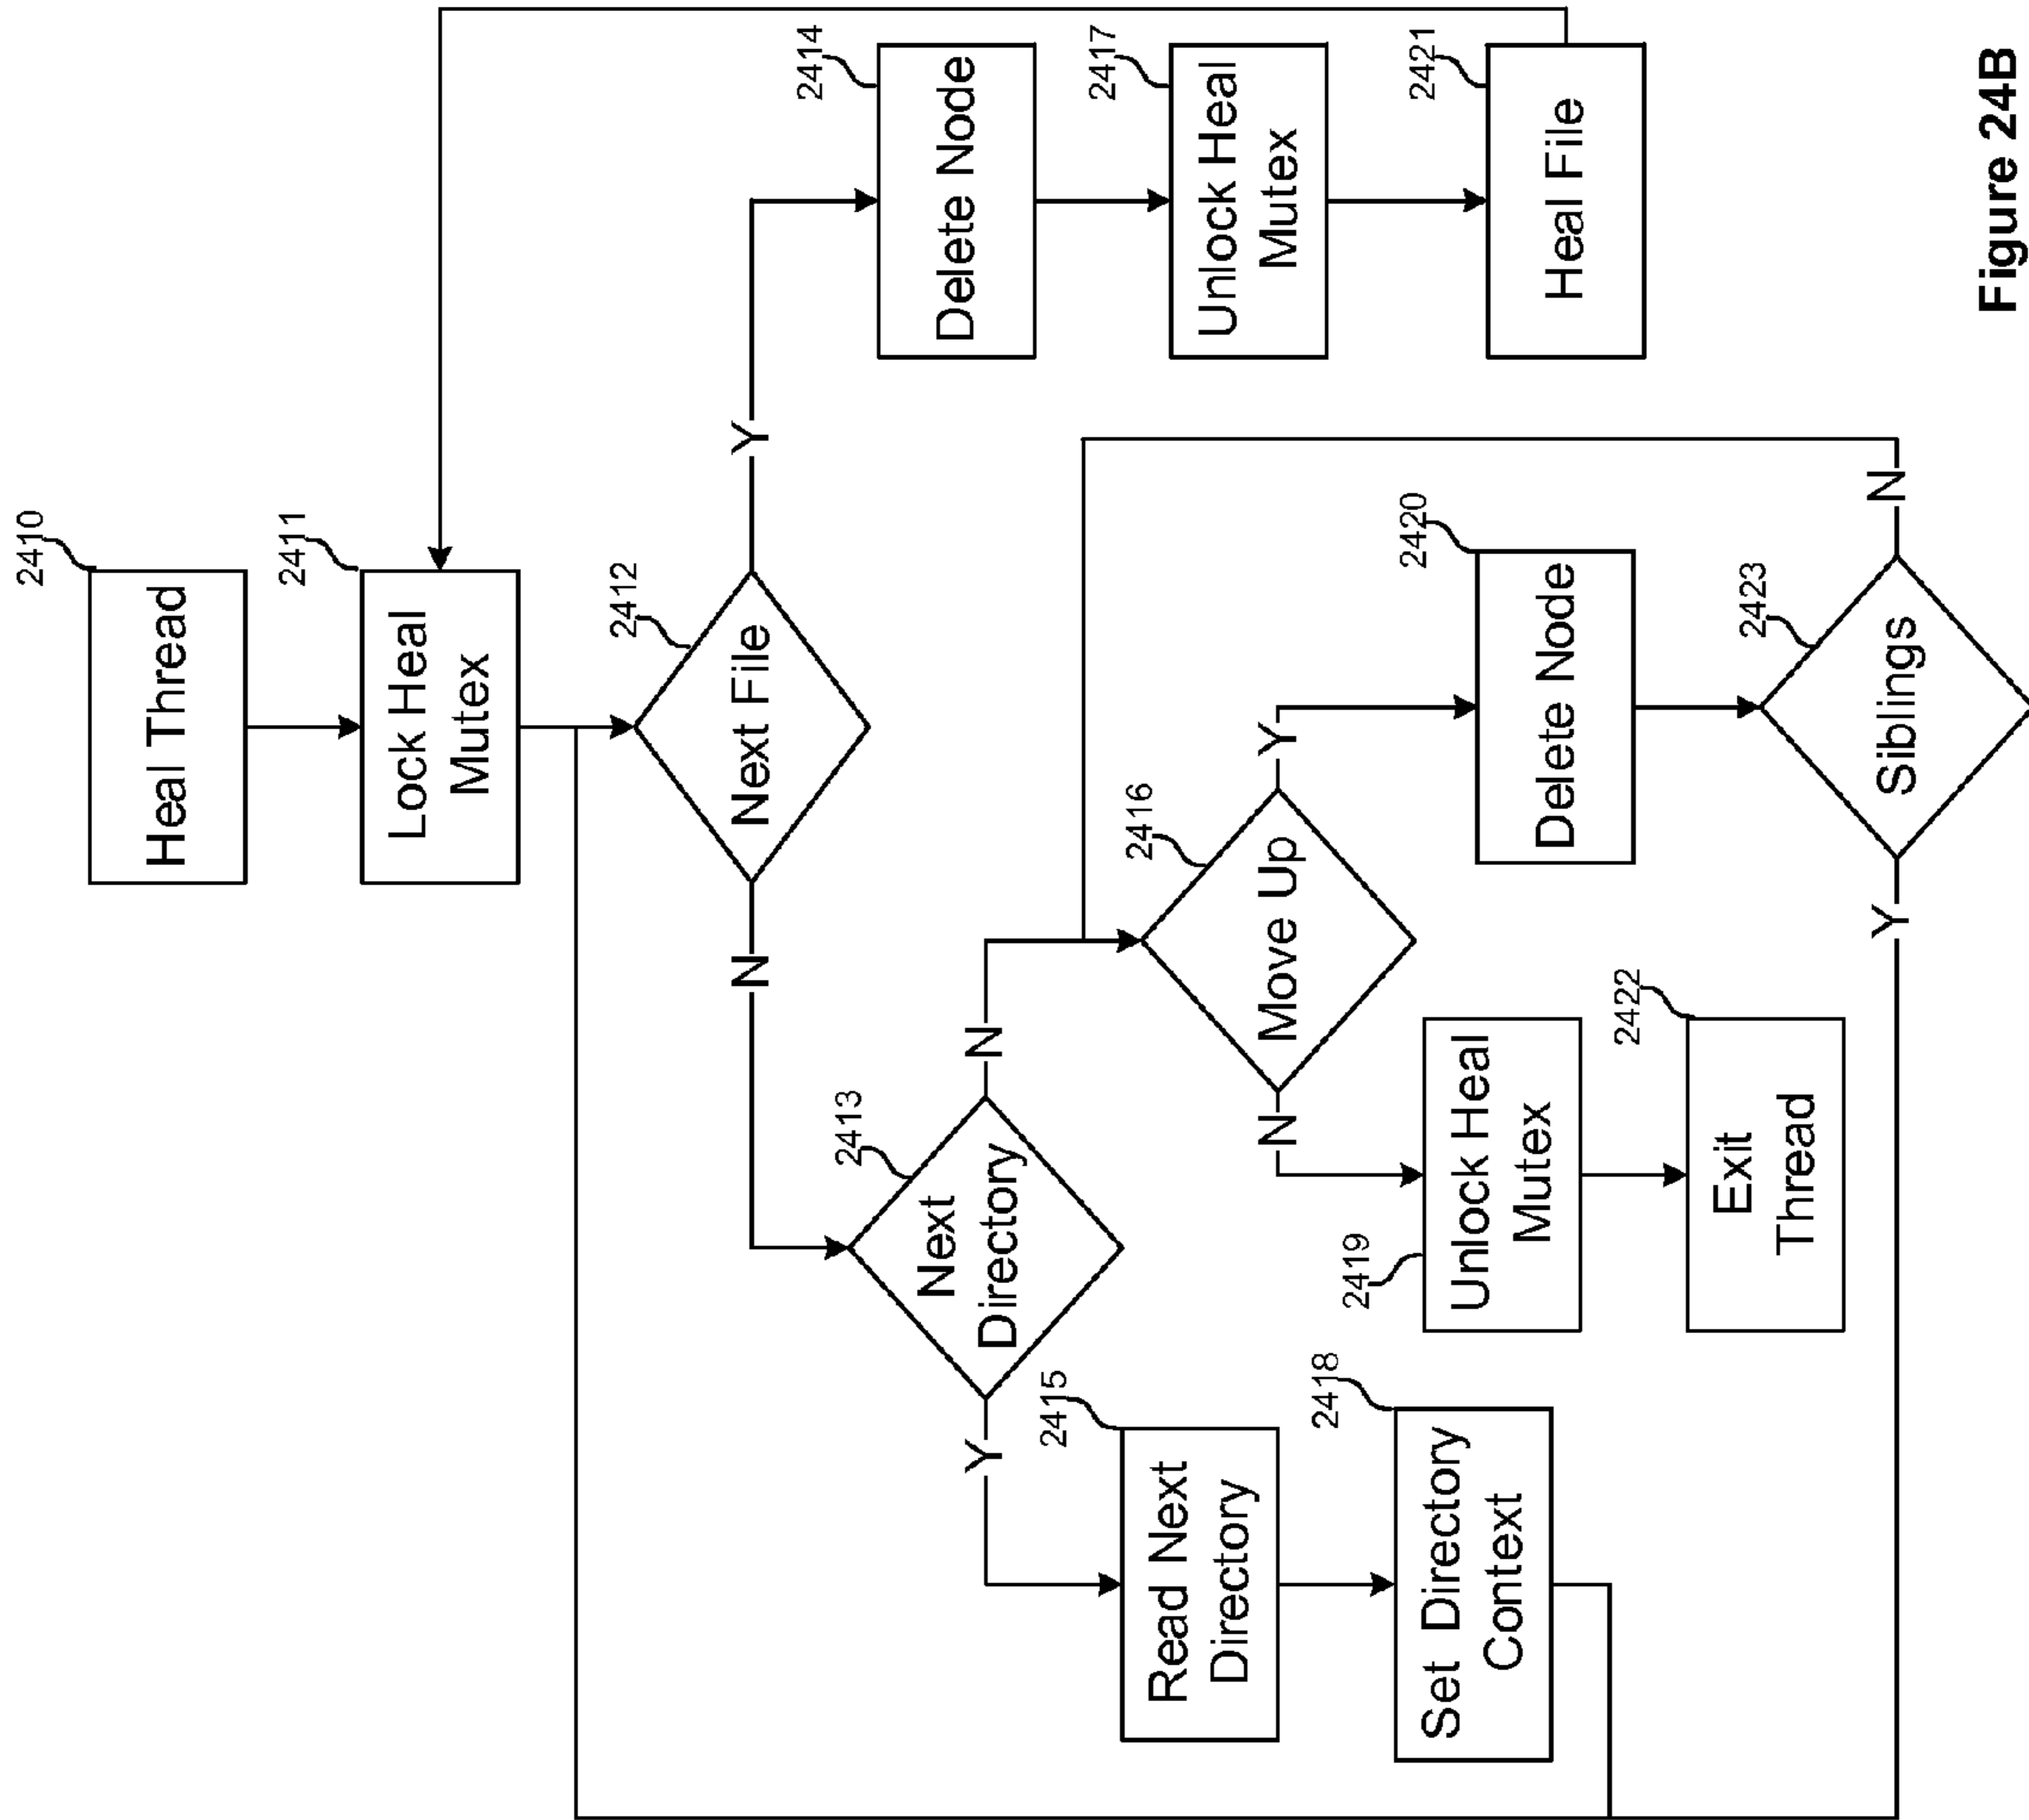 2410
Heal Thread
2411
Lock Heal
Mutex
2412
Next File
N
Y
2413
Next
Directory
Y
N
2414
Delete Node
2415
Read Next
Directory
2416
Move Up
N
Y
2417
Unlock Heal
Mutex
2418
Set Directory
Context
2419
Unlock Heal
Mutex
2420
Delete Node
2421
Heal File
2422
Exit
Thread
2423
Siblings
Y
N
Figure 24B